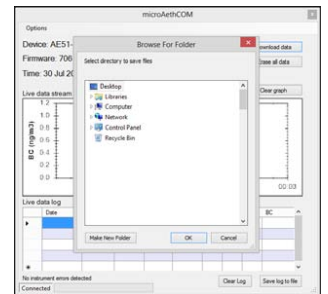 microAethCOM
Options
Device: AE51-
Browse For Folder
ownload data
Firmware: 706
Select directory to save files
rase all data
Time: 30 Jul 20
Desktop
Libraries
Computer
Network
Control Panel
Recycle Bin
Live data stream
Clear graph
1.2
1.0
0.8
0.6
0.4
0.2
0.0
BC (ng/m3)
00:03
Live data log
Date
BC
Make New Folder
OK
Cancel
No instrument errors detected
Clear Log
Save log to file
Connected